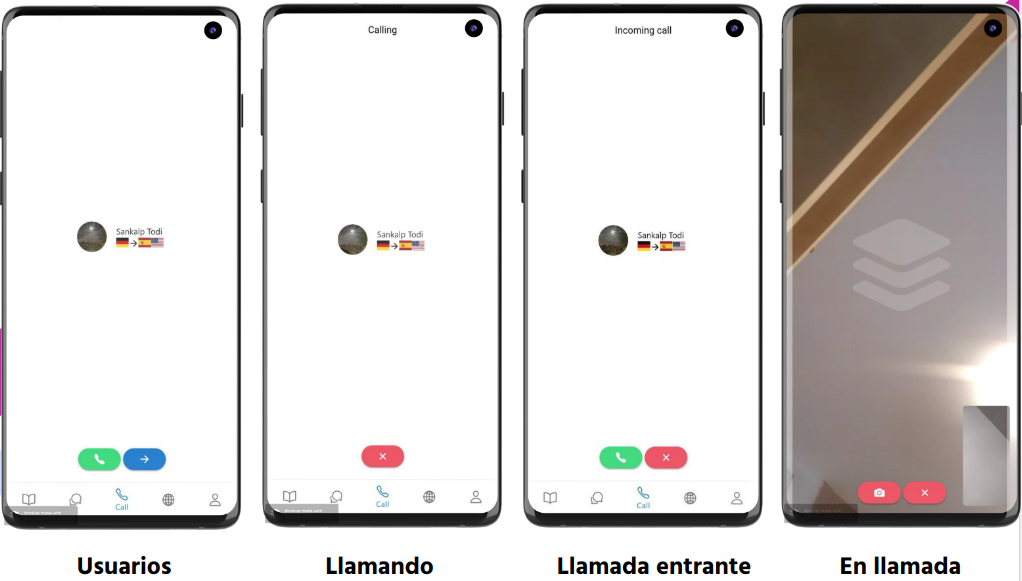 Calling
Incoming call
Sankalp Todi
Sankalp Todi
Sankalp Todi
Call
Call
Call
Usuarios
Llamando
Llamada entrante
En llamada